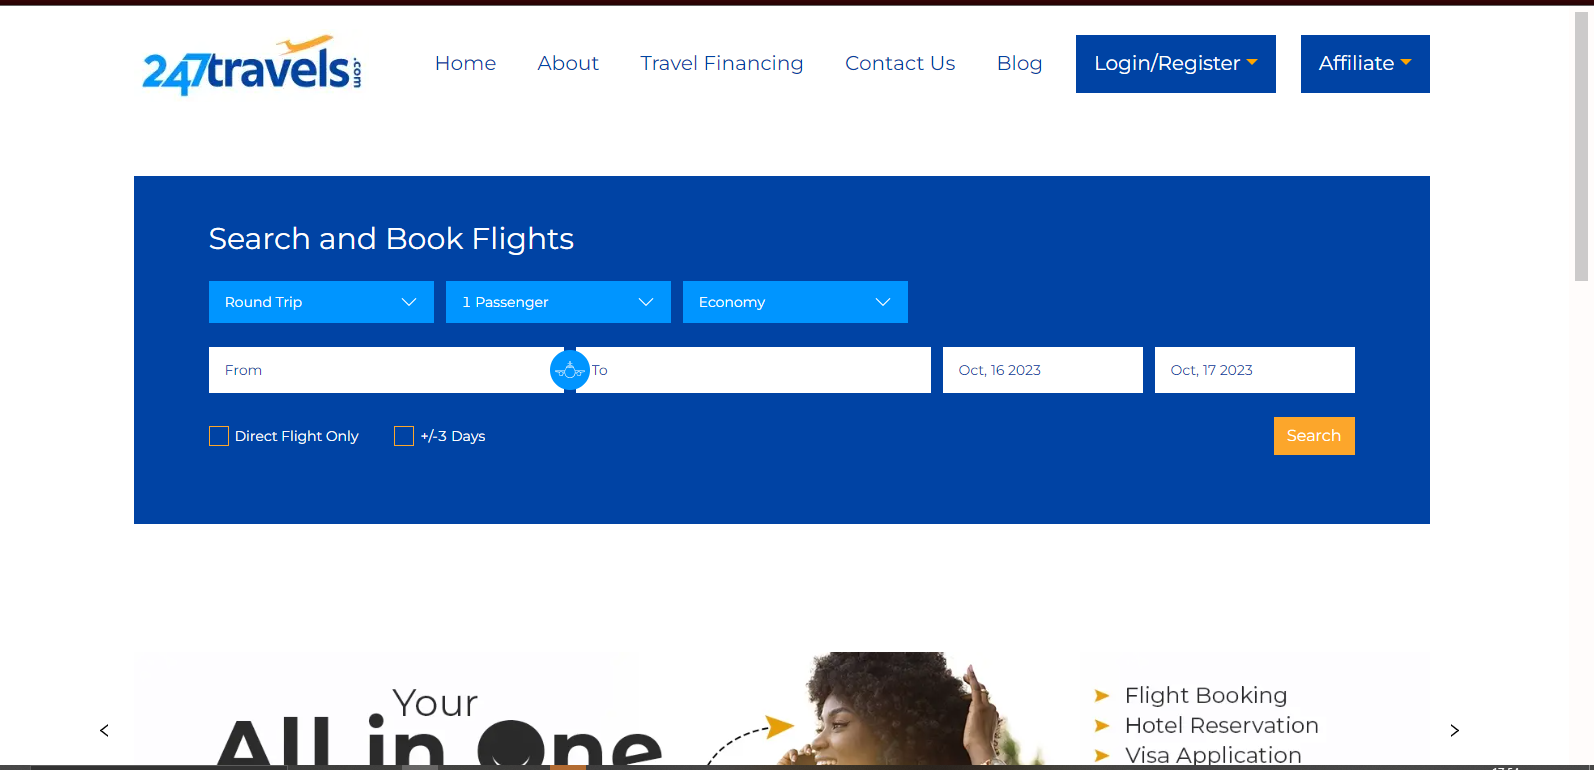 247travels.com
Home About Travel Financing Contact Us Blog Login/Register Affiliate
Search and Book Flights
Round Trip 1 Passenger Economy
From To Oct, 16 2023 Oct, 17 2023
Direct Flight Only +/-3 Days Search
Your
All in One
Flight Booking
Hotel Reservation
Visa Application